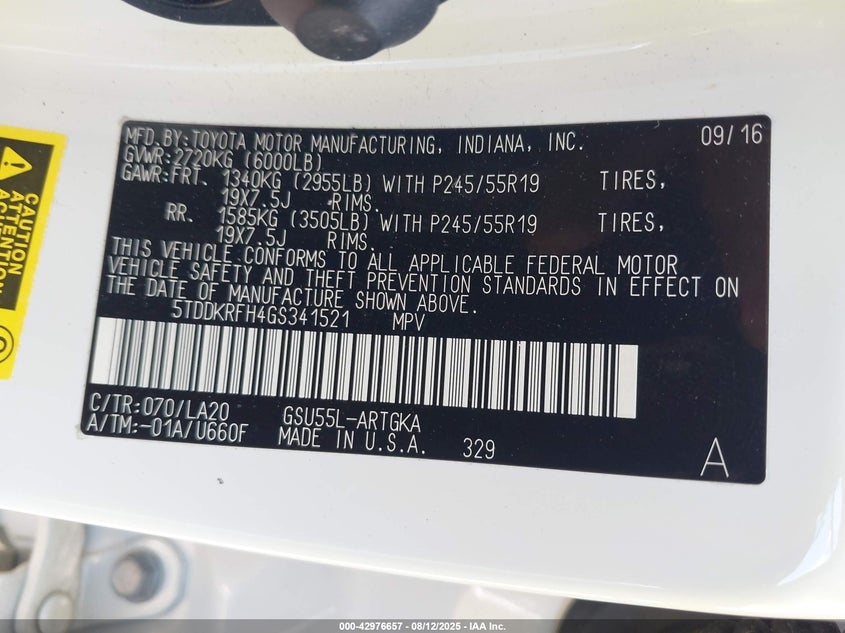 MFD.BY:TOYOTA MOTOR MANUFACTURING, INDIANA, INC. 09/16
GVWR:2720KG (6000LB)
GAWR:FRT. 1340KG (2955LB) WITH P245/55R19 TIRES,
19X7.5J RIMS.
RR. 1585KG (3505LB) WITH P245/55R19 TIRES,
19X7.5J RIMS.
THIS VEHICLE CONFORMS TO ALL APPLICABLE FEDERAL MOTOR
VEHICLE SAFETY AND THEFT PREVENTION STANDARDS IN EFFECT ON
THE DATE OF MANUFACTURE SHOWN ABOVE.
5TDDKRFH4GS341521 MPV
C/TR:070/LA20 GSU55L-ARTGKA
A/TM:-01A/U660F MADE IN U.S.A. 329
A
CAUTION
ATTENTION
000-42976657 - 08/12/2025 - IAA Inc.